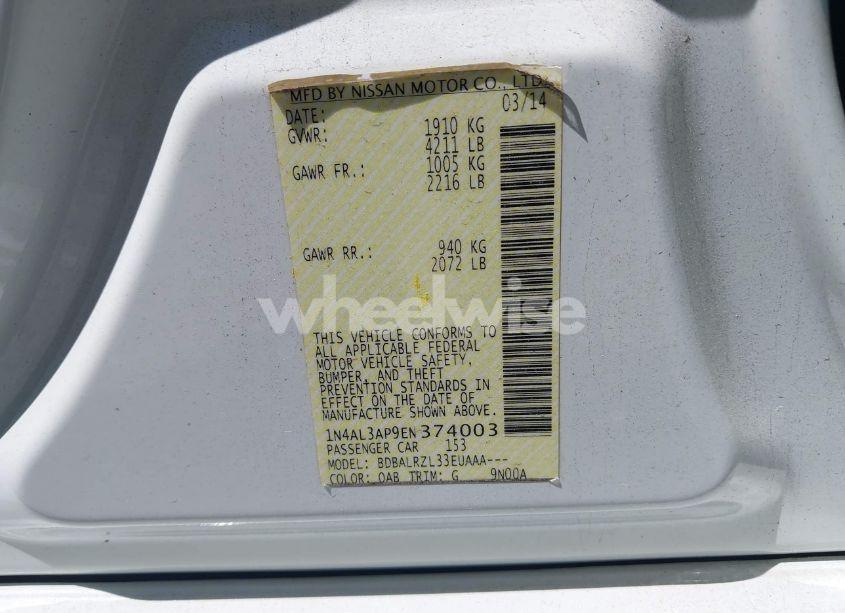 MFD BY NISSAN MOTOR CO., LTD.
DATE: 03/14
GVWR: 1910 KG
4211 LB
GAWR FR.: 1005 KG
2216 LB
GAWR RR.: 940 KG
2072 LB
wheelwise
THIS VEHICLE CONFORMS TO
ALL APPLICABLE FEDERAL
MOTOR VEHICLE SAFETY,
BUMPER, AND THEFT
PREVENTION STANDARDS IN
EFFECT ON THE DATE OF
MANUFACTURE SHOWN ABOVE.
1N4AL3AP9EN 374003
PASSENGER CAR 153
MODEL: BDBALRZL33EUAAA---
COLOR: QAB TRIM: G 9N00A